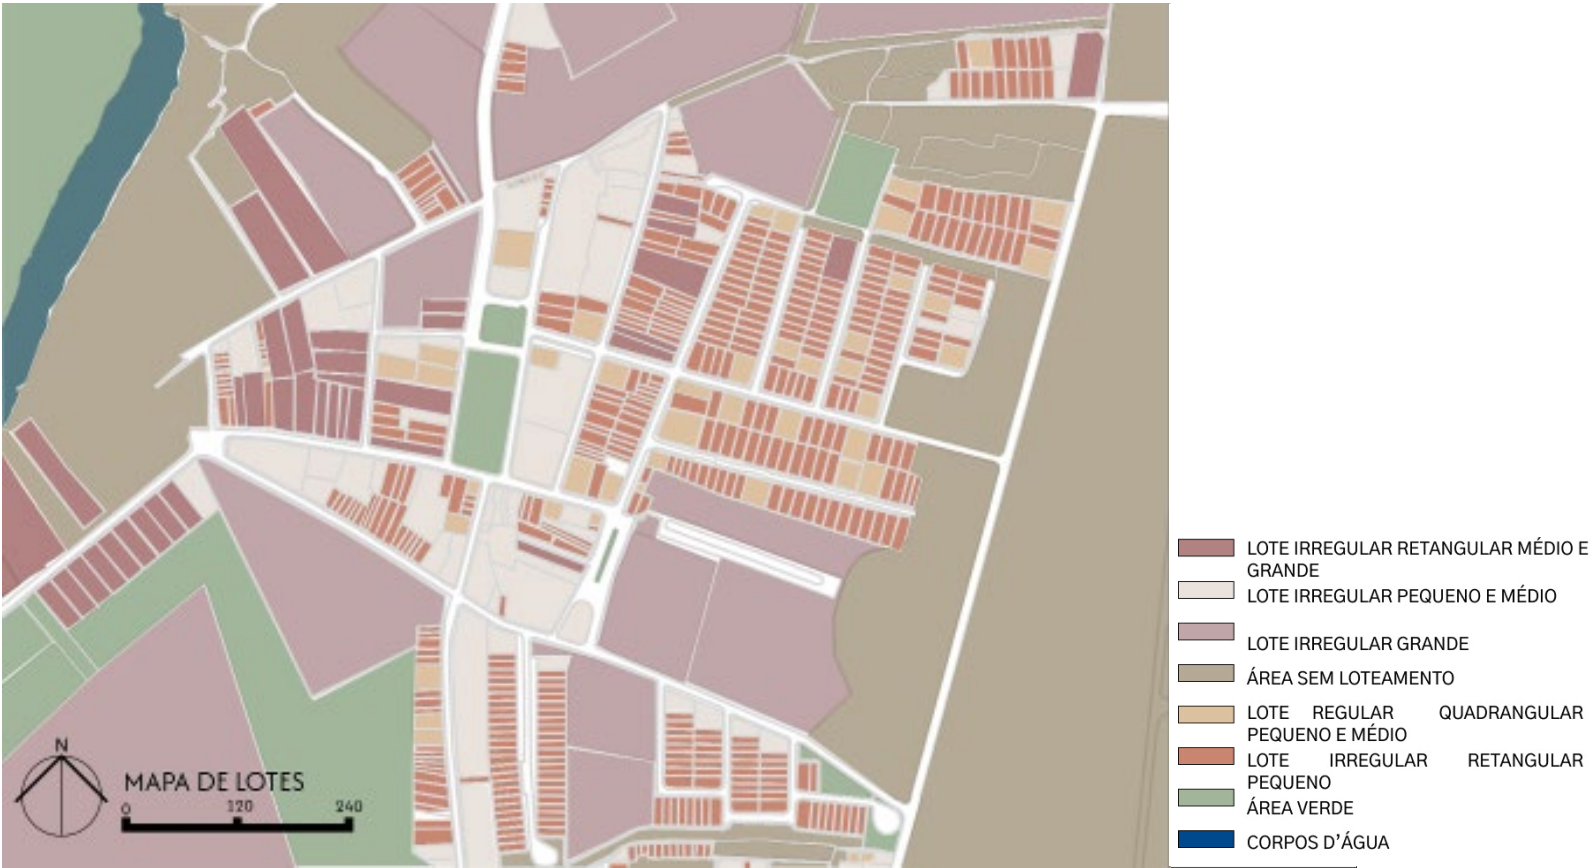 LOTE IRREGULAR RETANGULAR MÉDIO E
GRANDE
LOTE IRREGULAR PEQUENO E MÉDIO
LOTE IRREGULAR GRANDE
ÁREA SEM LOTEAMENTO
LOTE REGULAR QUADRANGULAR
PEQUENO E MÉDIO
LOTE IRREGULAR RETANGULAR
PEQUENO
ÁREA VERDE
CORPOS D'ÁGUA
N
MAPA DE LOTES
0 120 240